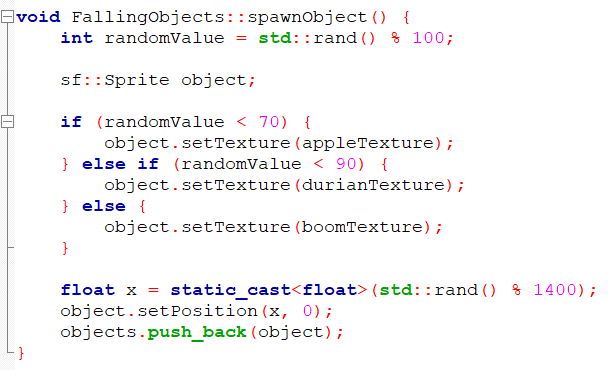 void FallingObjects::spawnObject() {
    int randomValue = std::rand() % 100;

    sf::Sprite object;

    if (randomValue < 70) {
        object.setTexture(appleTexture);
    } else if (randomValue < 90) {
        object.setTexture(durianTexture);
    } else {
        object.setTexture(boomTexture);
    }

    float x = static_cast<float>(std::rand() % 1400);
    object.setPosition(x, 0);
    objects.push_back(object);
}